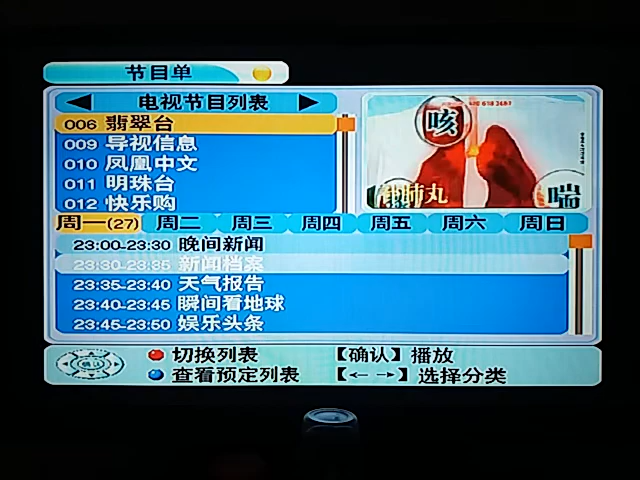 节目单
电视节目列表
006 翡翠台
009 导视信息
010 凤凰中文
011 明珠台
012 快乐购
咳
肺丸
喘
周一(27) 周二 周三 周四 周五 周六 周日
23:00-23:30 晚间新闻
23:30-23:35 新闻档案
23:35-23:40 天气报告
23:40-23:45 瞬间看地球
23:45-23:50 娱乐头条
确认
切换列表 【确认】播放
查看预定列表 【←→】选择分类